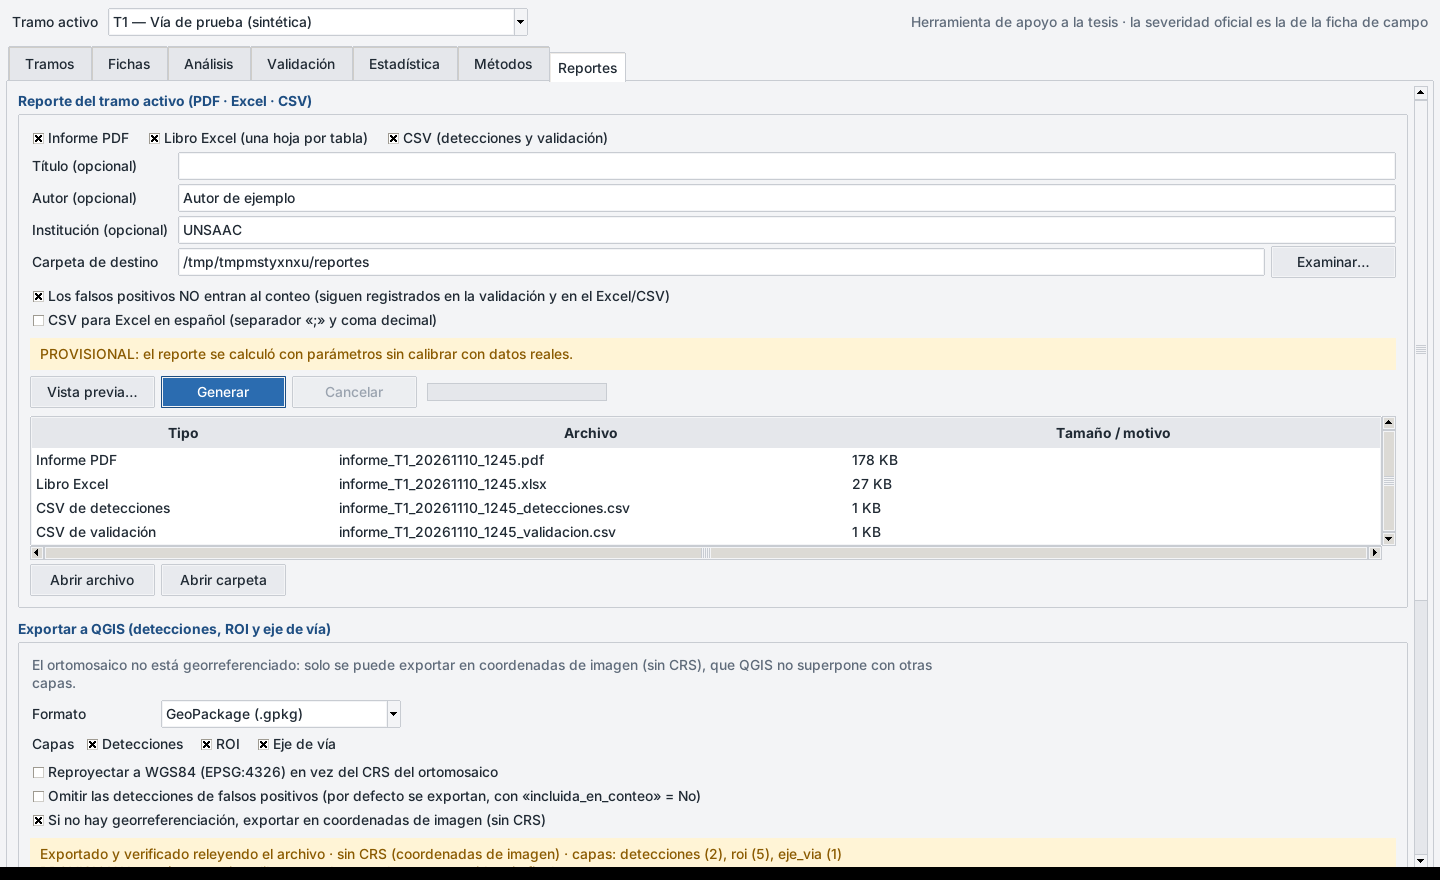 Tramo activo T1 — Vía de prueba (sintética) Herramienta de apoyo a la tesis · la severidad oficial es la de la ficha de campo
Tramos Fichas Análisis Validación Estadística Métodos Reportes
Reporte del tramo activo (PDF · Excel · CSV)
Informe PDF Libro Excel (una hoja por tabla) CSV (detecciones y validación)
Título (opcional)
Autor (opcional) Autor de ejemplo
Institución (opcional) UNSAAC
Carpeta de destino /tmp/tmpmstyxnxu/reportes Examinar...
Los falsos positivos NO entran al conteo (siguen registrados en la validación y en el Excel/CSV)
CSV para Excel en español (separador «;» y coma decimal)
PROVISIONAL: el reporte se calculó con parámetros sin calibrar con datos reales.
Vista previa... Generar Cancelar
Tipo Archivo Tamaño / motivo
Informe PDF informe_T1_20261110_1245.pdf 178 KB
Libro Excel informe_T1_20261110_1245.xlsx 27 KB
CSV de detecciones informe_T1_20261110_1245_detecciones.csv 1 KB
CSV de validación informe_T1_20261110_1245_validacion.csv 1 KB
Abrir archivo Abrir carpeta
Exportar a QGIS (detecciones, ROI y eje de vía)
El ortomosaico no está georreferenciado: solo se puede exportar en coordenadas de imagen (sin CRS), que QGIS no superpone con otras
capas.
Formato GeoPackage (.gpkg)
Capas Detecciones ROI Eje de vía
Reproyectar a WGS84 (EPSG:4326) en vez del CRS del ortomosaico
Omitir las detecciones de falsos positivos (por defecto se exportan, con «incluida_en_conteo» = No)
Si no hay georreferenciación, exportar en coordenadas de imagen (sin CRS)
Exportado y verificado releyendo el archivo · sin CRS (coordenadas de imagen) · capas: detecciones (2), roi (5), eje_via (1)